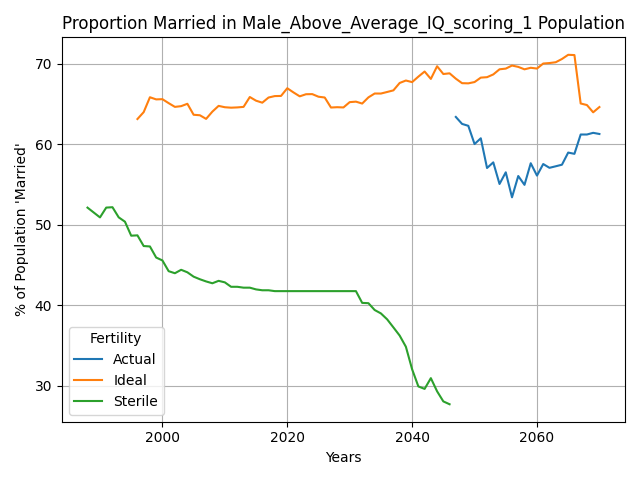 Proportion Married in Male_Above_Average_IQ_scoring_1 Population
% of Population 'Married'
70
60
50
40
30
Fertility
Actual
Ideal
Sterile
2000
2020
2040
2060
Years